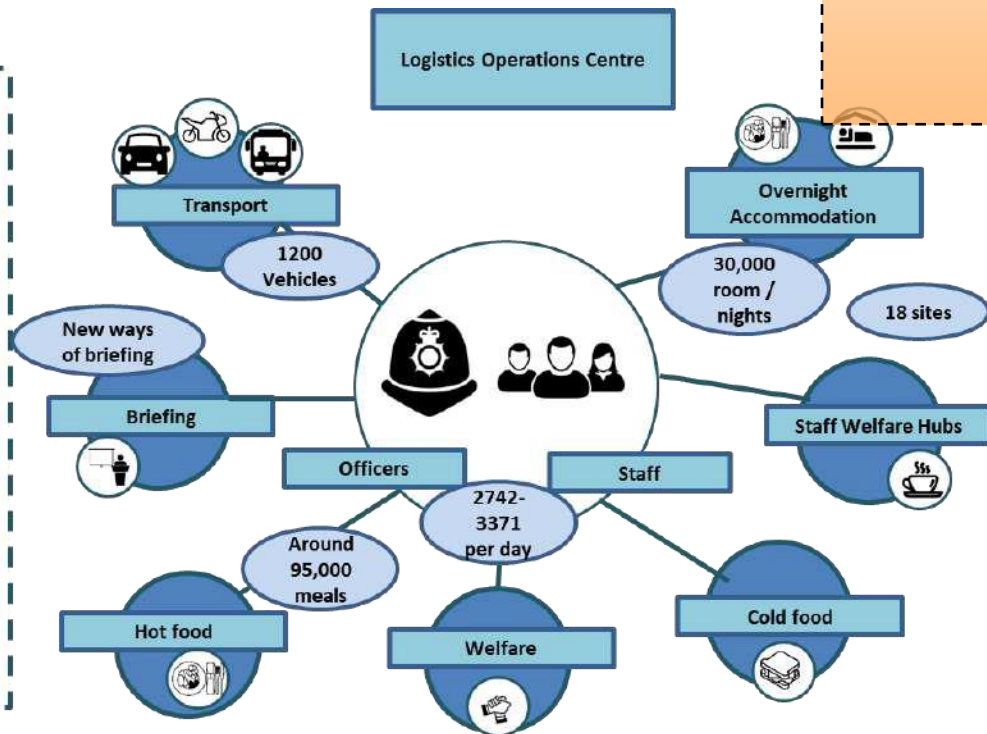 Logistics Operations Centre
Transport
Overnight
Accommodation
1200
Vehicles
30,000
room /
nights
18 sites
New ways
of briefing
Briefing
Staff Welfare Hubs
Officers
Staff
2742-
3371
per day
Around
95,000
meals
Hot food
Welfare
Cold food